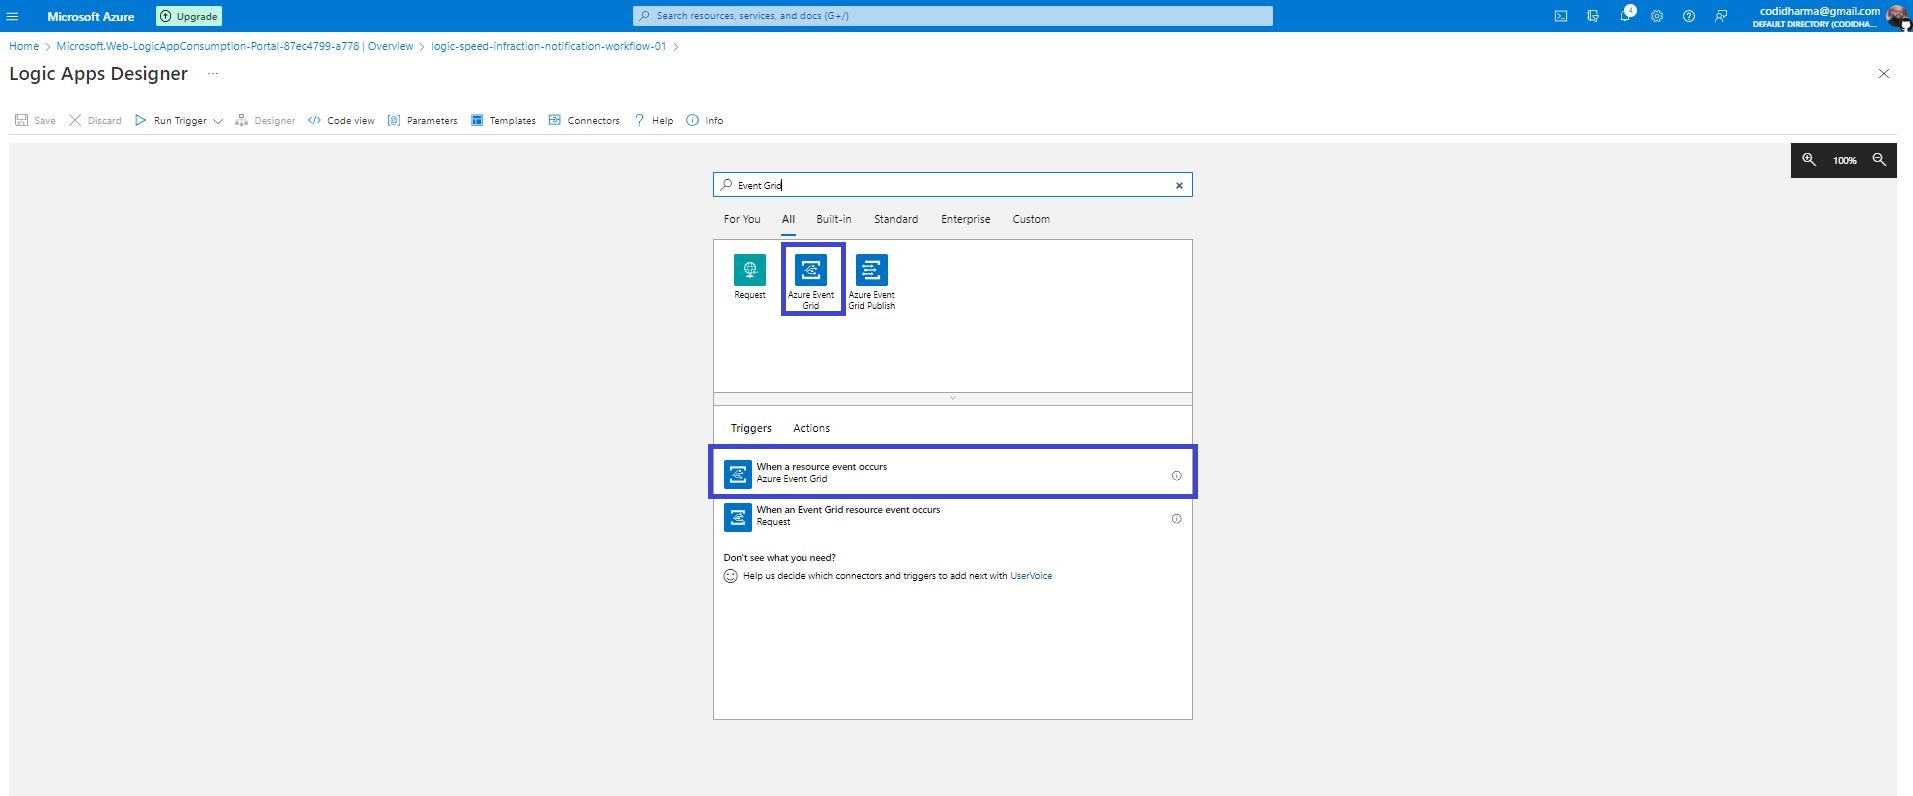 Microsoft Azure
Upgrade
Search resources, services, and docs (G+/)
4
codidharma@gmail.com
DEFAULT DIRECTORY (CODIDHA...
Home > Microsoft.Web-LogicAppConsumption-Portal-87ec4799-a778 | Overview > logic-speed-infraction-notification-workflow-01 >
Logic Apps Designer ...
Save Discard Run Trigger Designer Code view Parameters Templates Connectors Help Info
100%
Event Grid
For You All Built-in Standard Enterprise Custom
Request
Azure Event
Grid
Azure Event
Grid Publish
Triggers Actions
When a resource event occurs
Azure Event Grid
When an Event Grid resource event occurs
Request
Don't see what you need?
Help us decide which connectors and triggers to add next with UserVoice